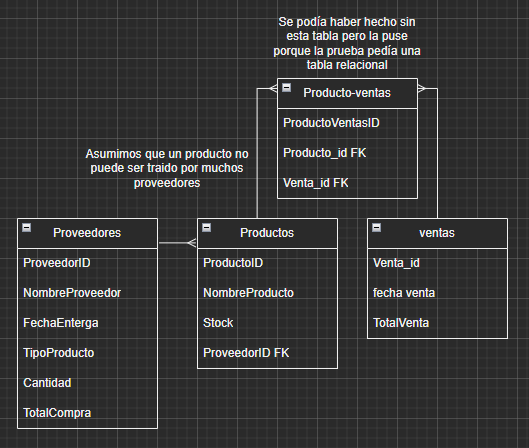 Se podía haber hecho sin
esta tabla pero la puse
porque la prueba pedía una
tabla relacional
Producto-ventas
ProductoVentasID
Producto_id FK
Venta_id FK
Asumimos que un producto no
puede ser traido por muchos
proveedores
Proveedores
ProveedorID
NombreProveedor
FechaEnterga
TipoProducto
Cantidad
TotalCompra
Productos
ProductoID
NombreProducto
Stock
ProveedorID FK
ventas
Venta_id
fecha venta
TotalVenta